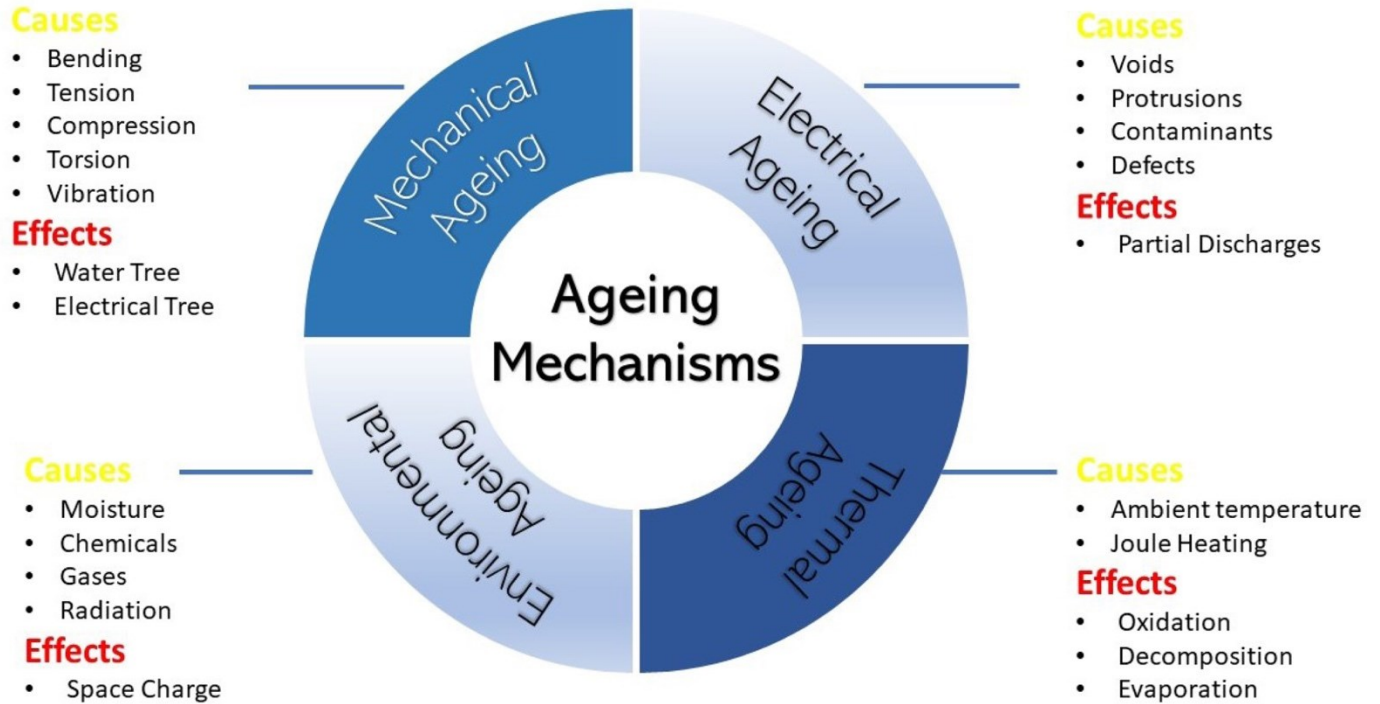 Causes
• Bending
• Tension
• Compression
• Torsion
• Vibration
Effects
• Water Tree
• Electrical Tree
Mechanical
Ageing
Electrical
Ageing
Causes
• Voids
• Protrusions
• Contaminants
• Defects
Effects
• Partial Discharges
Ageing
Mechanisms
Causes
• Moisture
• Chemicals
• Gases
• Radiation
Effects
• Space Charge
Environmental
Ageing
Thermal
Ageing
Causes
• Ambient temperature
• Joule Heating
Effects
• Oxidation
• Decomposition
• Evaporation